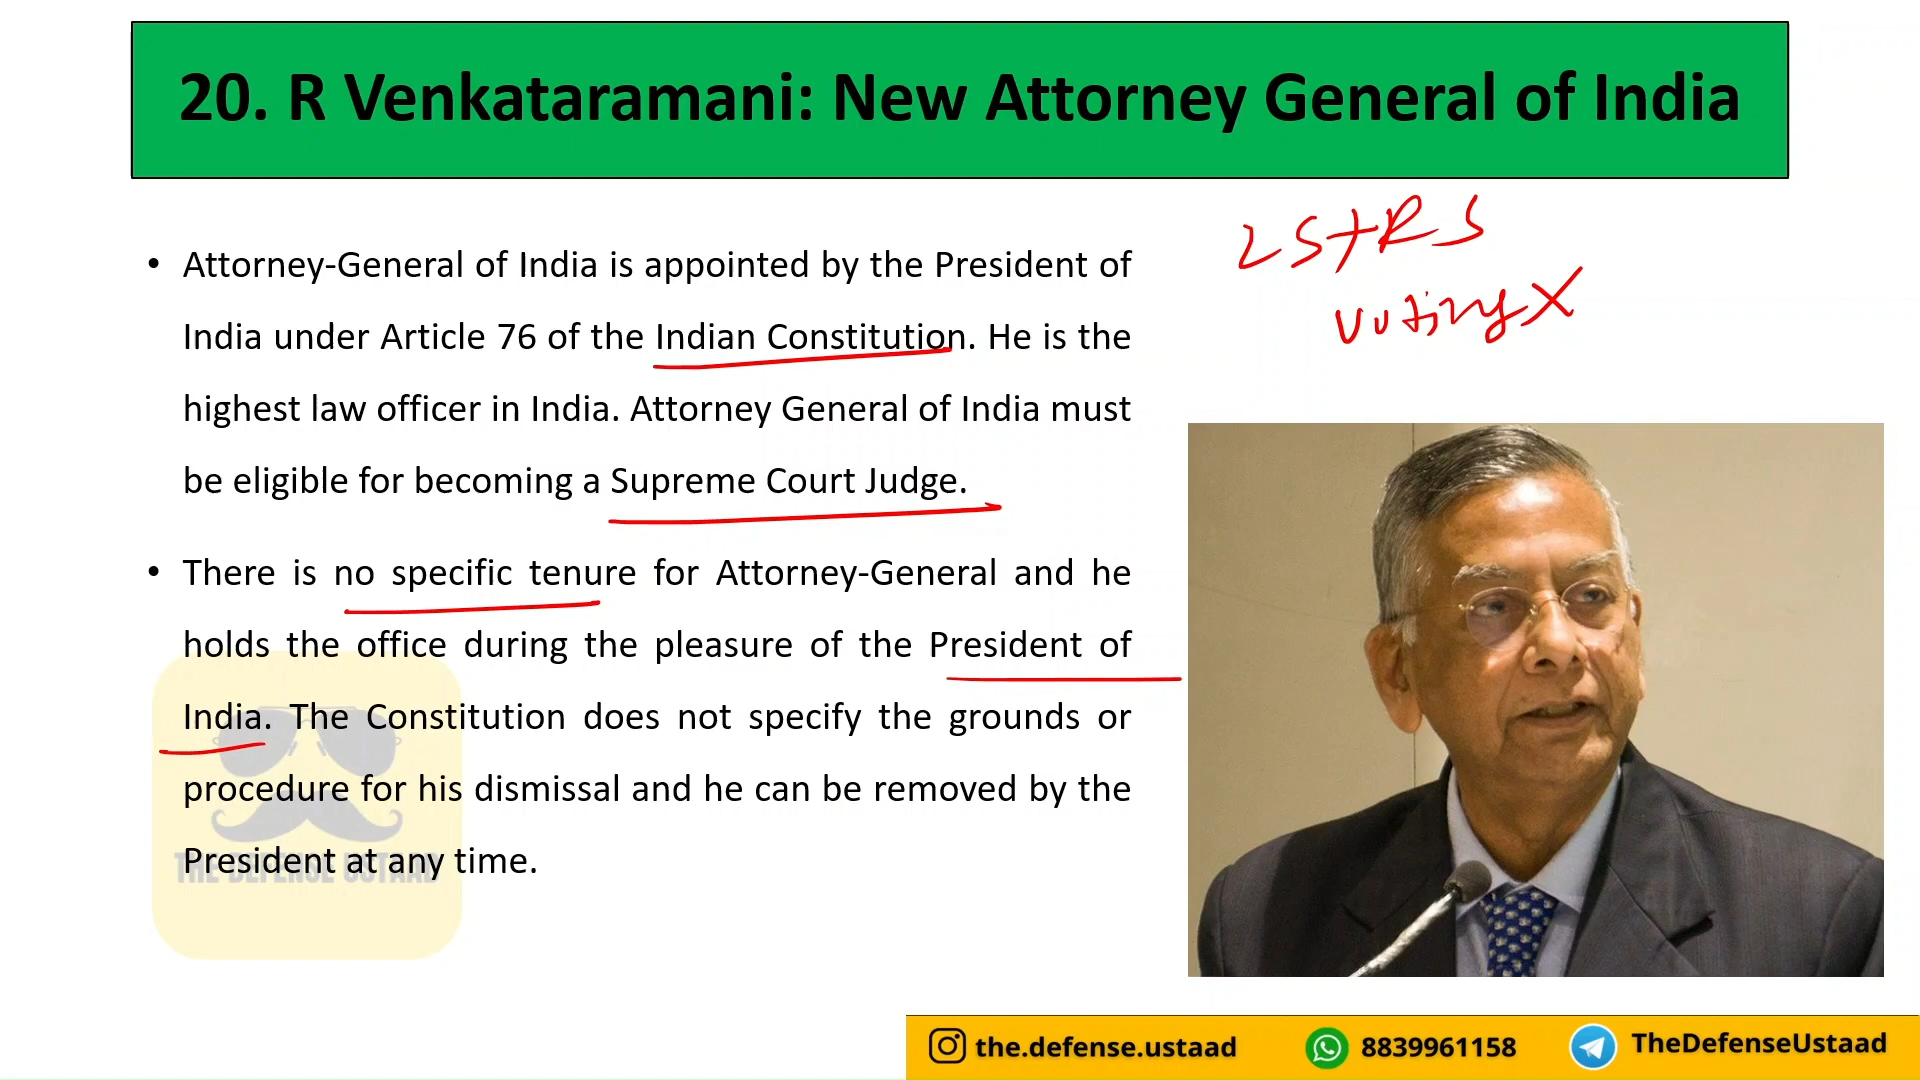 20. R Venkataramani: New Attorney General of India
LS+RS
voting X
• Attorney-General of India is appointed by the President of
India under Article 76 of the Indian Constitution. He is the
highest law officer in India. Attorney General of India must
be eligible for becoming a Supreme Court Judge.
• There is no specific tenure for Attorney-General and he
holds the office during the pleasure of the President of
India. The Constitution does not specify the grounds or
procedure for his dismissal and he can be removed by the
President at any time.
THE DEFENSE USTAAD
the.defense.ustaad
8839961158
TheDefenseUstaad